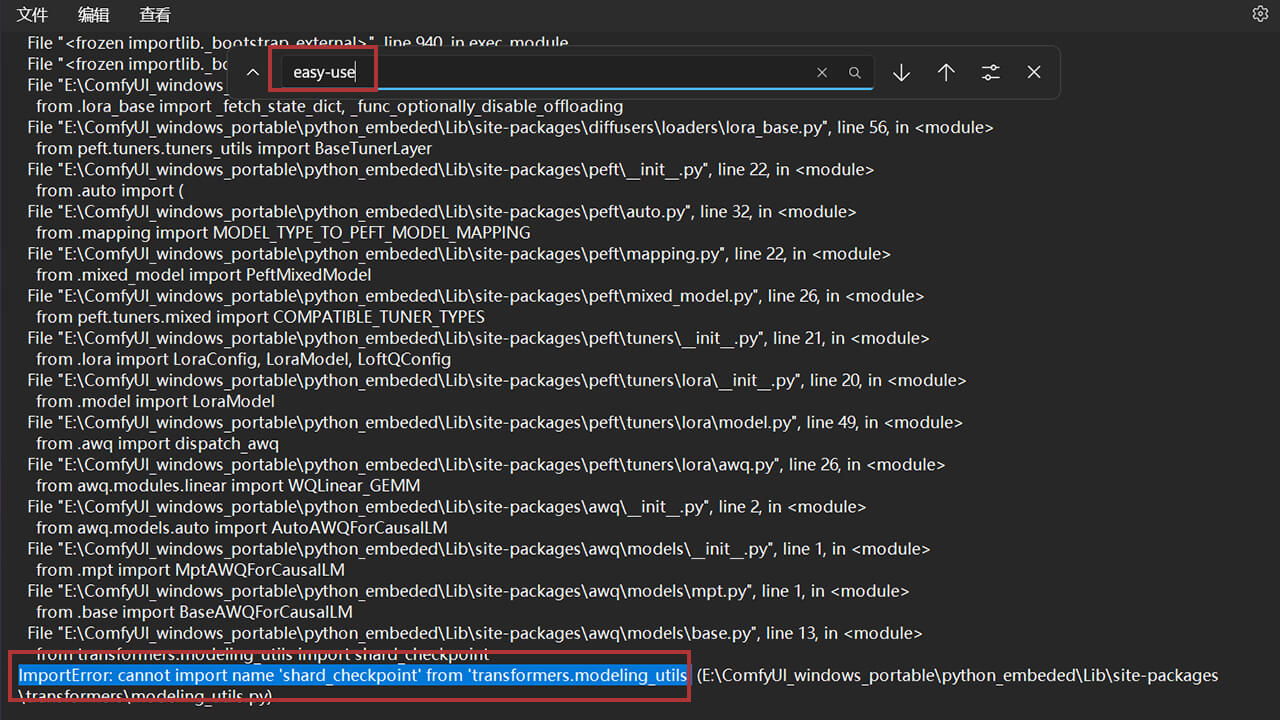 文件 编辑 查看
File "<frozen importlib._bootstrap_external>", line 940, in exec_module
File "<frozen importlib._bo
easy-use
File "E:\ComfyUI_windows_
from .lora_base import _fetch_state_dict, _func_optionally_disable_offloading
File "E:\ComfyUI_windows_portable\python_embeded\Lib\site-packages\diffusers\loaders\lora_base.py", line 56, in <module>
from peft.tuners.tuners_utils import BaseTunerLayer
File "E:\ComfyUI_windows_portable\python_embeded\Lib\site-packages\peft\__init__.py", line 22, in <module>
from .auto import (
File "E:\ComfyUI_windows_portable\python_embeded\Lib\site-packages\peft\auto.py", line 32, in <module>
from .mapping import MODEL_TYPE_TO_PEFT_MODEL_MAPPING
File "E:\ComfyUI_windows_portable\python_embeded\Lib\site-packages\peft\mapping.py", line 22, in <module>
from .mixed_model import PeftMixedModel
File "E:\ComfyUI_windows_portable\python_embeded\Lib\site-packages\peft\mixed_model.py", line 26, in <module>
from peft.tuners.mixed import COMPATIBLE_TUNER_TYPES
File "E:\ComfyUI_windows_portable\python_embeded\Lib\site-packages\peft\tuners\__init__.py", line 21, in <module>
from .lora import LoraConfig, LoraModel, LoftQConfig
File "E:\ComfyUI_windows_portable\python_embeded\Lib\site-packages\peft\tuners\lora\__init__.py", line 20, in <module>
from .model import LoraModel
File "E:\ComfyUI_windows_portable\python_embeded\Lib\site-packages\peft\tuners\lora\model.py", line 49, in <module>
from .awq import dispatch_awq
File "E:\ComfyUI_windows_portable\python_embeded\Lib\site-packages\peft\tuners\lora\awq.py", line 26, in <module>
from awq.modules.linear import WQLinear_GEMM
File "E:\ComfyUI_windows_portable\python_embeded\Lib\site-packages\awq\__init__.py", line 2, in <module>
from awq.models.auto import AutoAWQForCausalLM
File "E:\ComfyUI_windows_portable\python_embeded\Lib\site-packages\awq\models\__init__.py", line 1, in <module>
from .mpt import MptAWQForCausalLM
File "E:\ComfyUI_windows_portable\python_embeded\Lib\site-packages\awq\models\mpt.py", line 1, in <module>
from .base import BaseAWQForCausalLM
File "E:\ComfyUI_windows_portable\python_embeded\Lib\site-packages\awq\models\base.py", line 13, in <module>
from transformers.modeling_utils import shard_checkpoint
ImportError: cannot import name 'shard_checkpoint' from 'transformers.modeling_utils (E:\ComfyUI_windows_portable\python_embeded\Lib\site-packages
\transformers\modeling_utils.py)